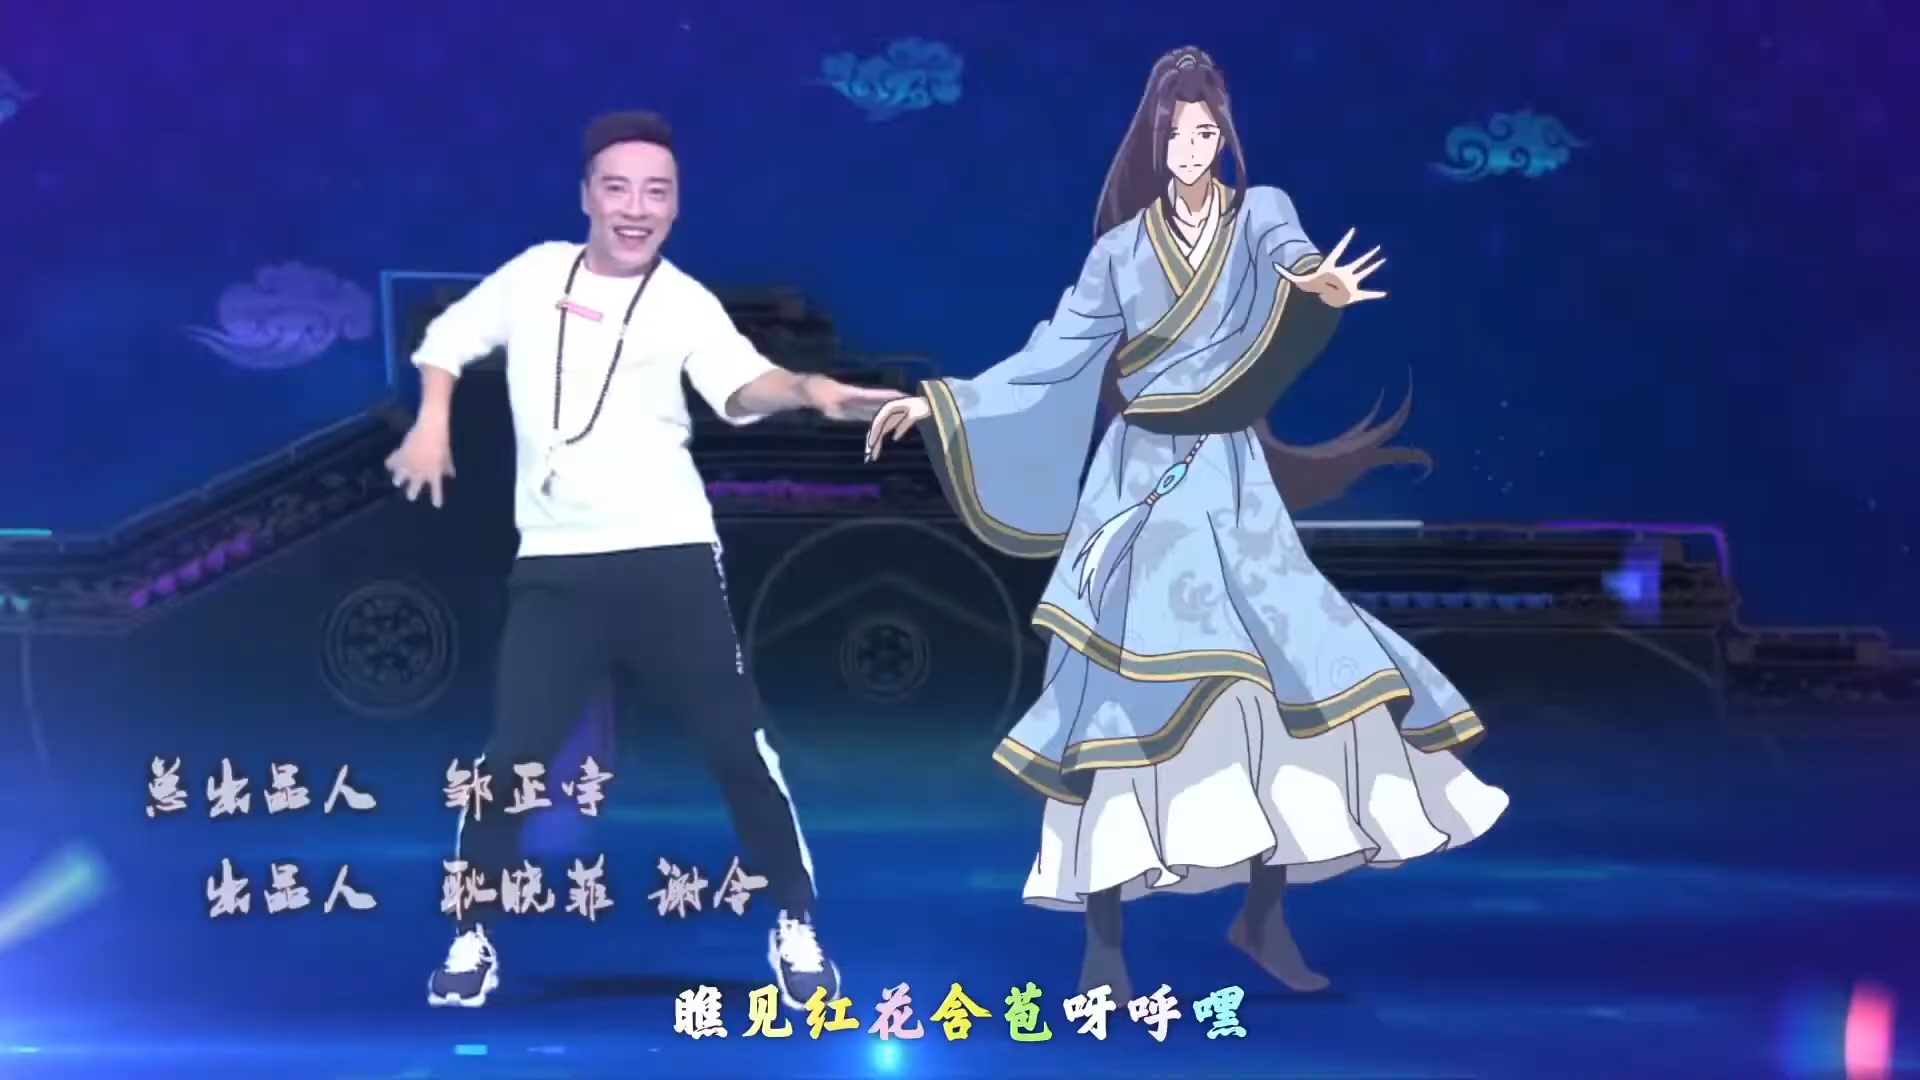 总出品人 邹正宇
出品人 耿晓菲 谢令
瞧见红花含苞呀呼嘿